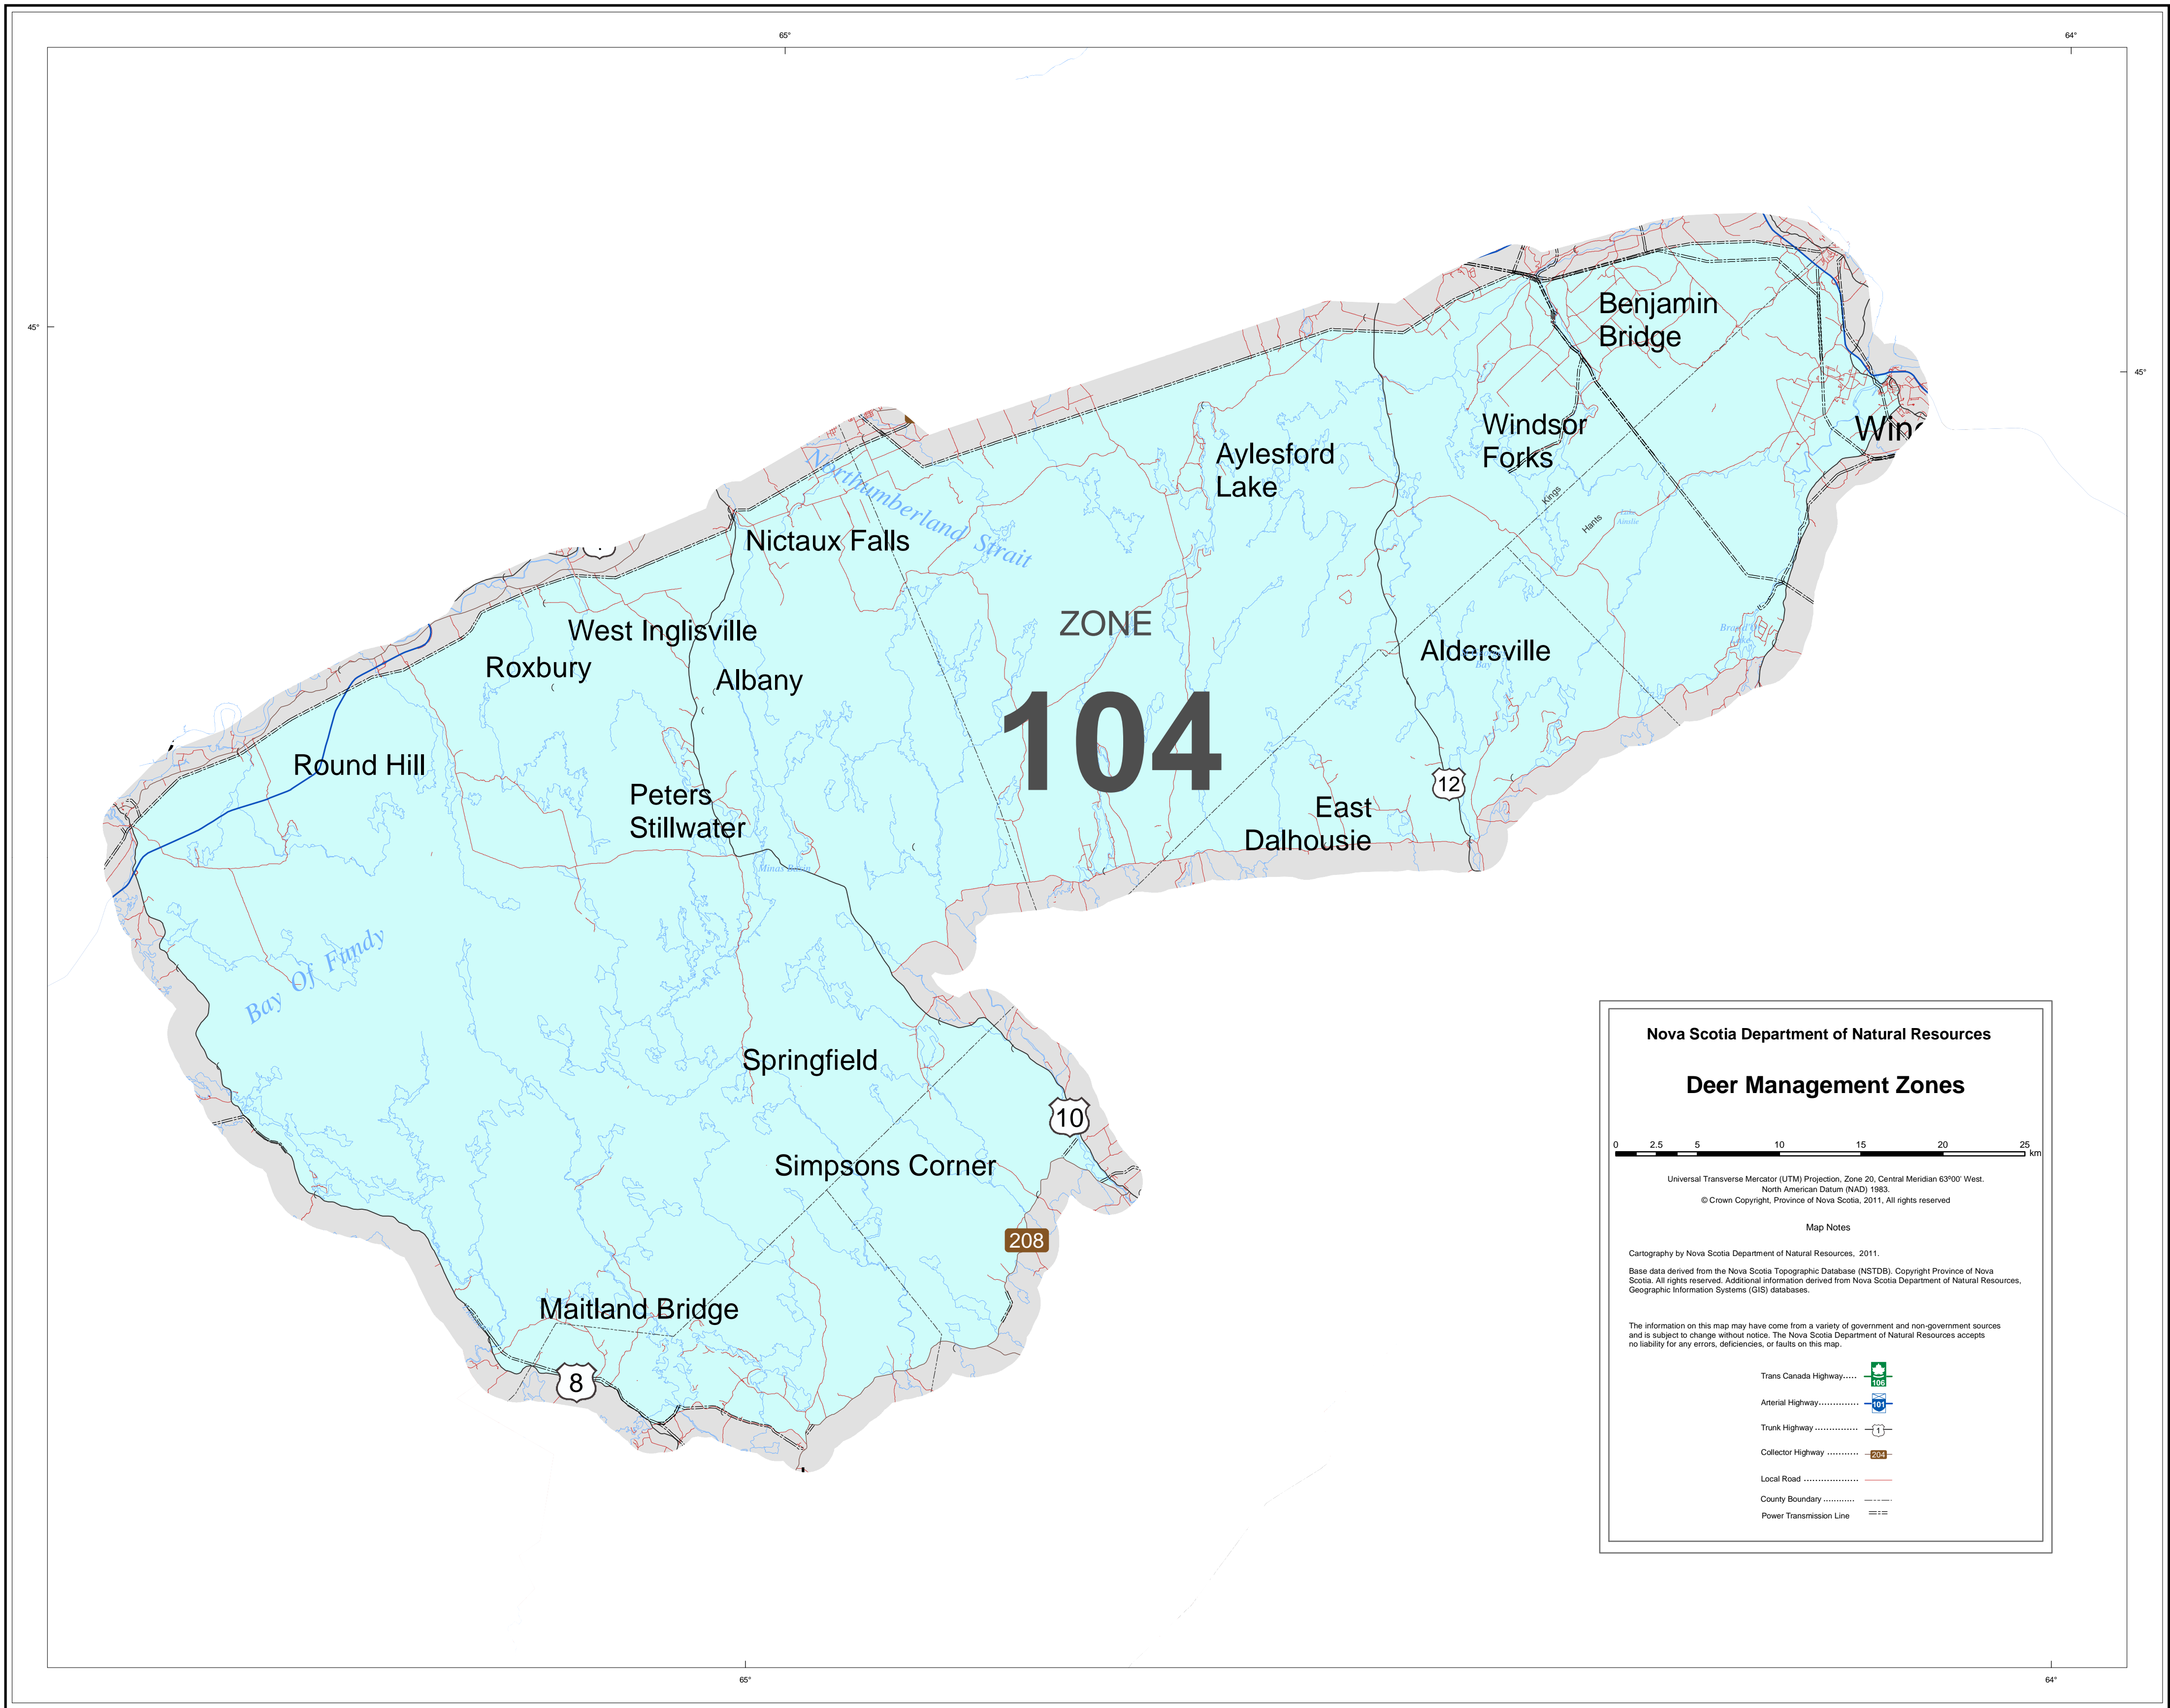 65°
64°
45°
45°
Benjamin
Bridge
Windsor
Forks
Aylesford
Lake
Kings
Hants
Lake
Ainslie
Northumberland Strait
Nictaux Falls
West Inglisville
Roxbury
Albany
ZONE
104
Aldersville
Bay
Bras d'Or
Lake
Round Hill
Peters
Stillwater
12
East
Dalhousie
Minas Basin
Bay Of Fundy
Springfield
10
Simpsons Corner
208
Maitland Bridge
8
Nova Scotia Department of Natural Resources
Deer Management Zones
0 2.5 5 10 15 20 25
km
Universal Transverse Mercator (UTM) Projection, Zone 20, Central Meridian 63º00' West.
North American Datum (NAD) 1983.
© Crown Copyright, Province of Nova Scotia, 2011, All rights reserved
Map Notes
Cartography by Nova Scotia Department of Natural Resources, 2011.
Base data derived from the Nova Scotia Topographic Database (NSTDB). Copyright Province of Nova
Scotia. All rights reserved. Additional information derived from Nova Scotia Department of Natural Resources,
Geographic Information Systems (GIS) databases.
The information on this map may have come from a variety of government and non-government sources
and is subject to change without notice. The Nova Scotia Department of Natural Resources accepts
no liability for any errors, deficiencies, or faults on this map.
Trans Canada Highway..... 106
Arterial Highway.............. 101
Trunk Highway ............... 1
Collector Highway ........... 204
Local Road ...................
County Boundary ............
Power Transmission Line
65°
64°